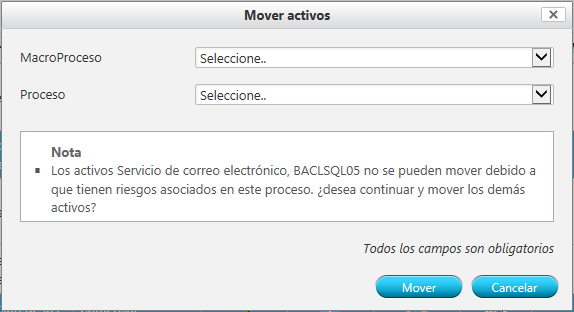 Mover activos
MacroProceso
Seleccione..
Proceso
Seleccione..
Nota
Los activos Servicio de correo electrónico, BACLSQL05 no se pueden mover debido a
que tienen riesgos asociados en este proceso. ¿desea continuar y mover los demás
activos?
Todos los campos son obligatorios
Mover
Cancelar